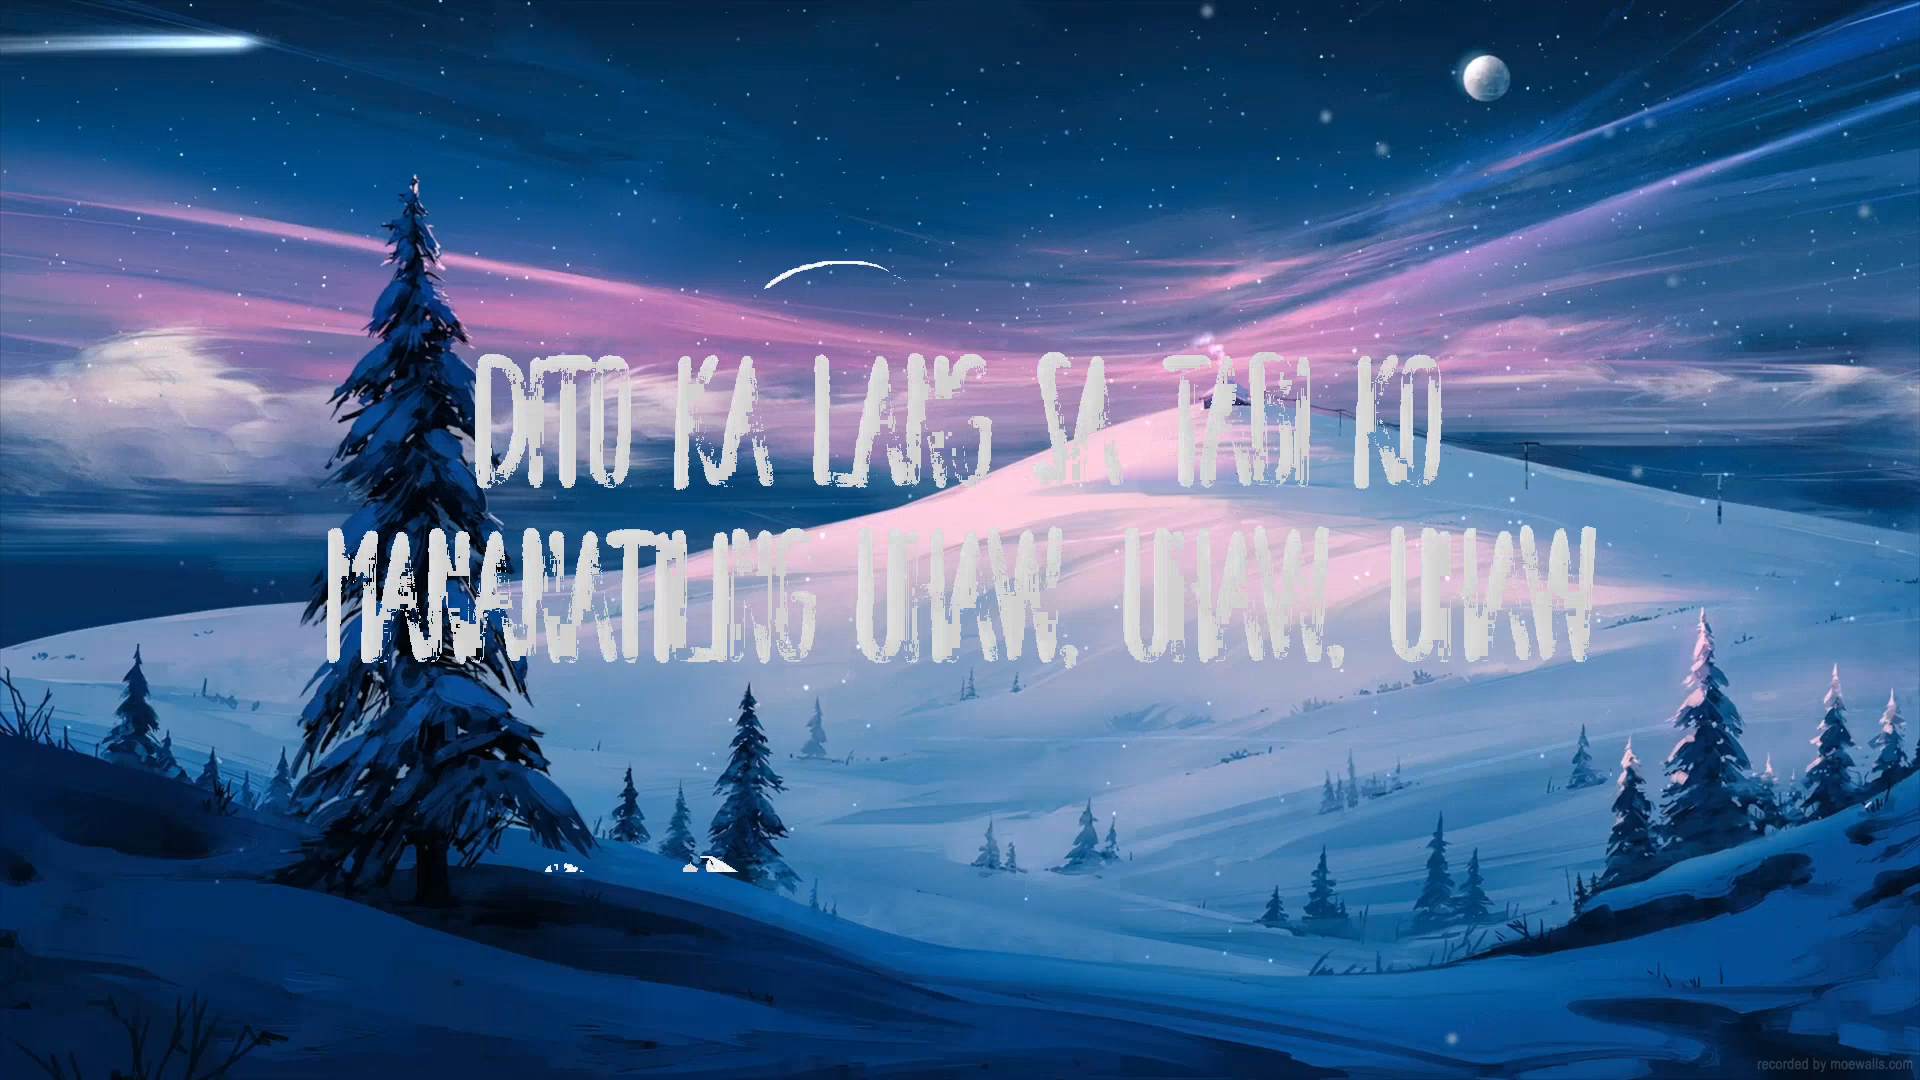 DITO KA LANG SA TABI KO
MANANATILING UHAW, UHAW, UHAW
recorded by moewalls.com